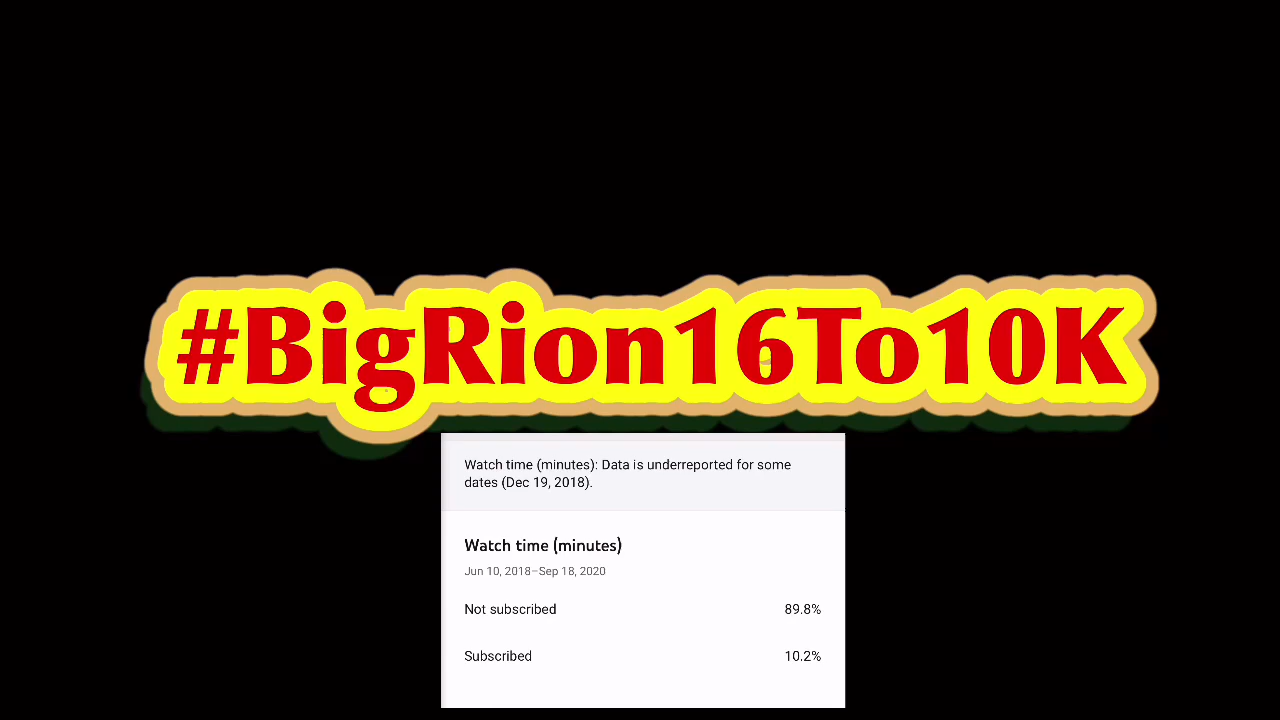 #BigRion16To10K
Watch time (minutes): Data is underreported for some
dates (Dec 19, 2018).
Watch time (minutes)
Jun 10, 2018–Sep 18, 2020
Not subscribed 89.8%
Subscribed 10.2%